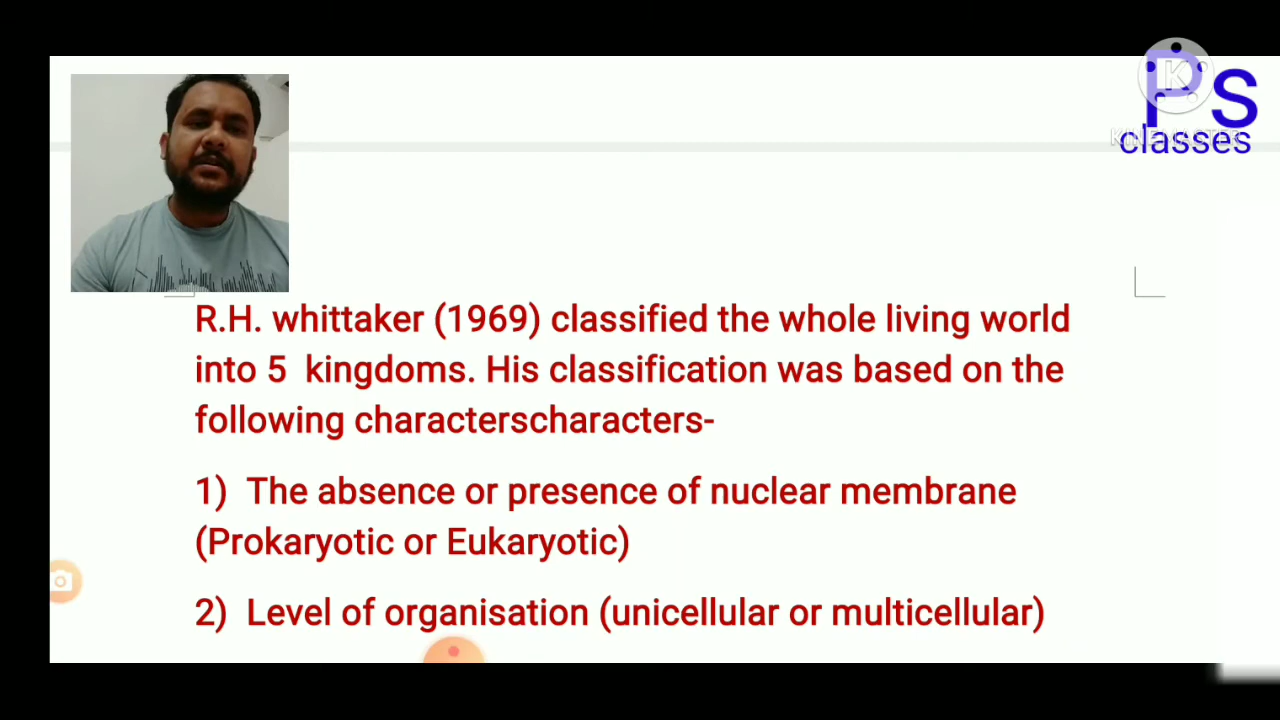 Ps
K
KINEMASTER
classes
R.H. whittaker (1969) classified the whole living world
into 5 kingdoms. His classification was based on the
following characterscharacters-
1) The absence or presence of nuclear membrane
(Prokaryotic or Eukaryotic)
2) Level of organisation (unicellular or multicellular)